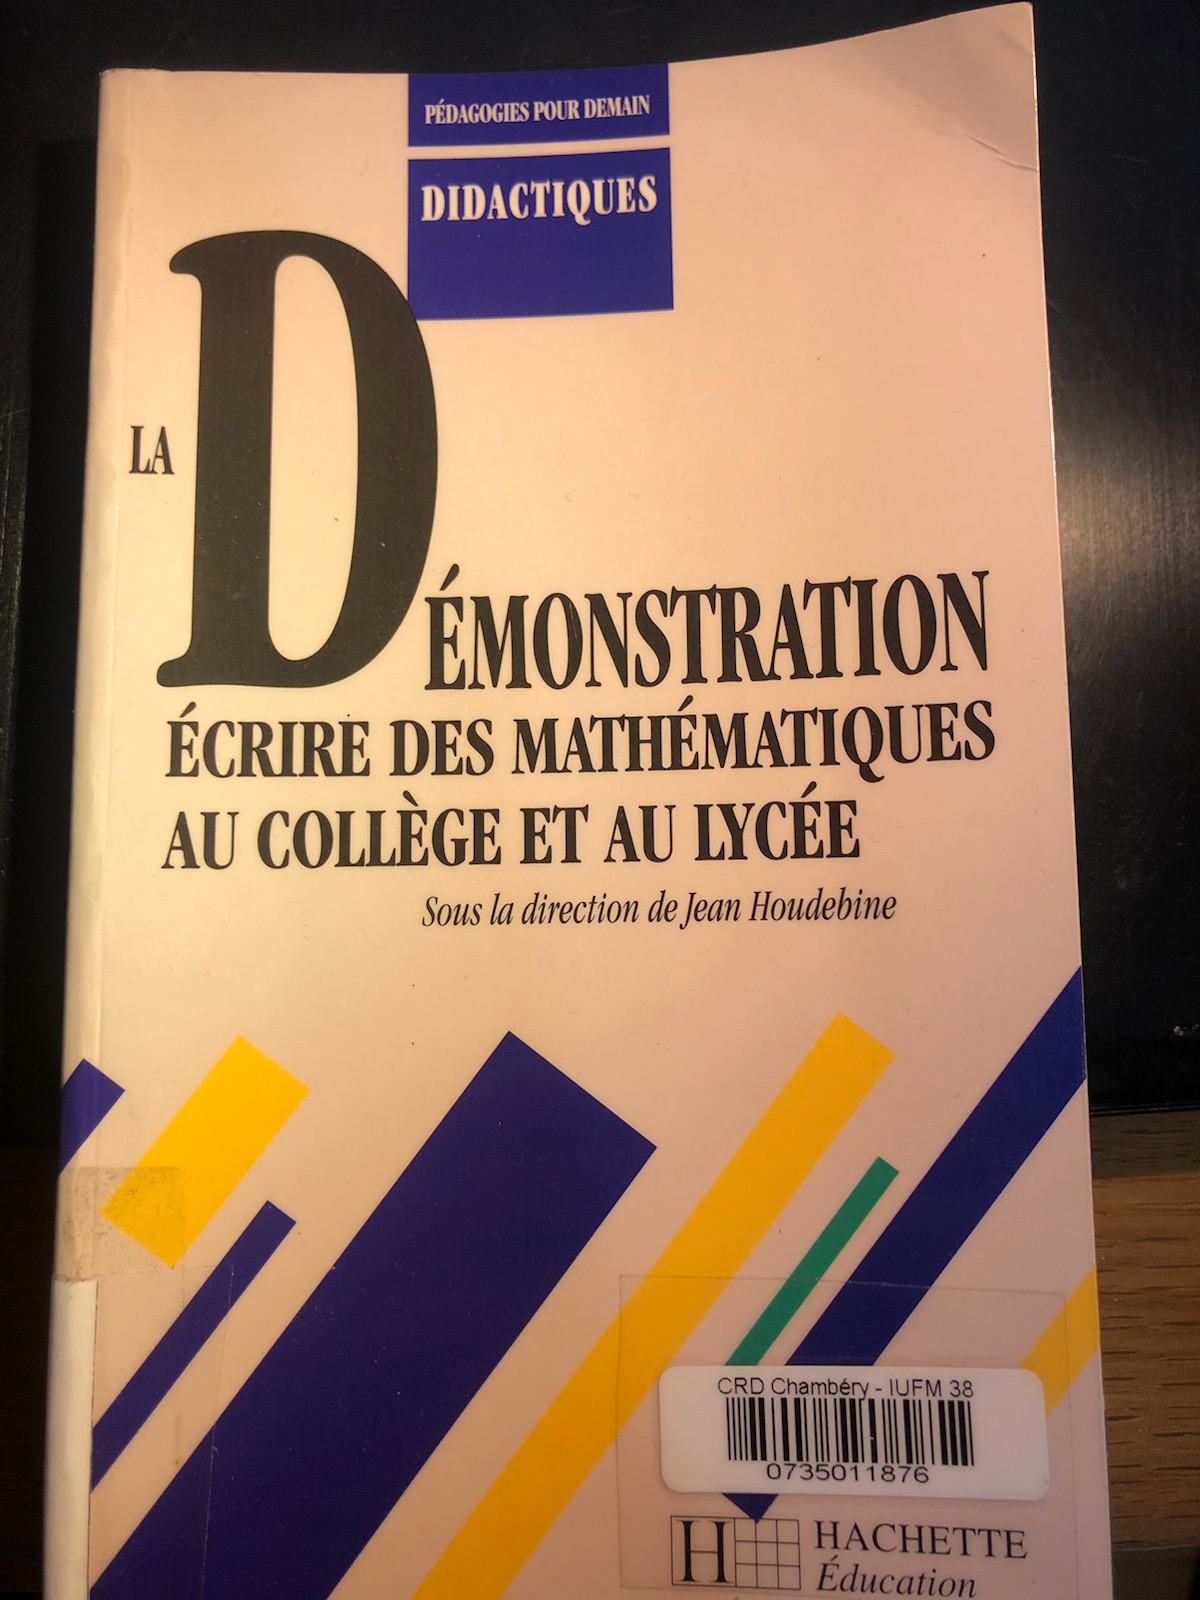 PÉDAGOGIES POUR DEMAIN
DIDACTIQUES
LA DÉMONSTRATION
ÉCRIRE DES MATHÉMATIQUES
AU COLLÈGE ET AU LYCÉE
Sous la direction de Jean Houdebine
CRD Chambéry - IUFM 38
0735011876
H HACHETTE
Éducation